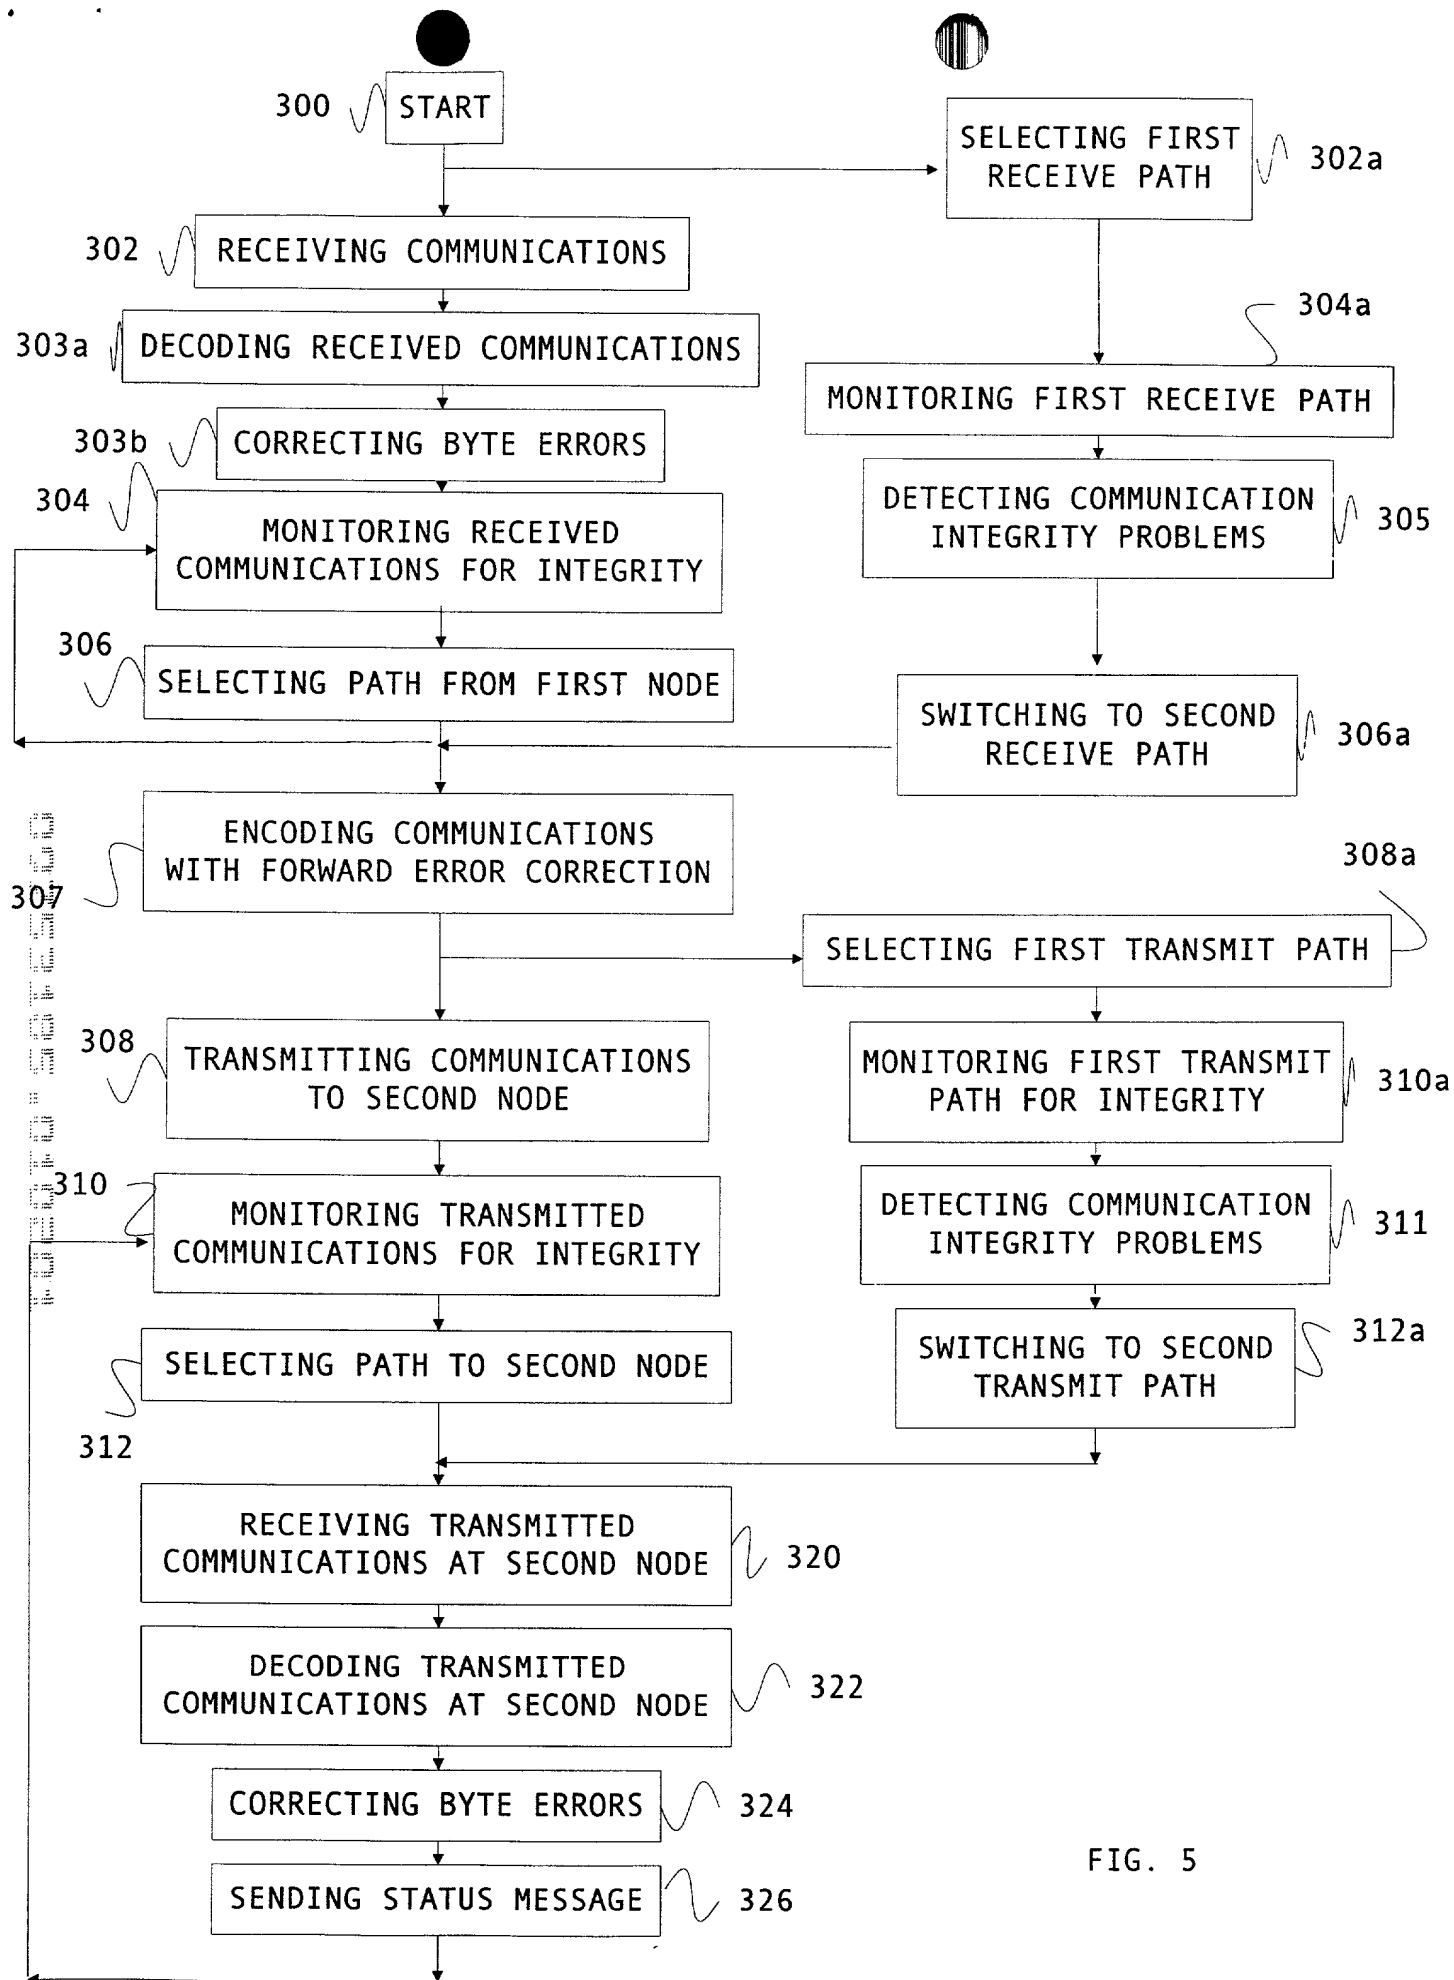 300
START
SELECTING FIRST
RECEIVE PATH
302a
302
RECEIVING COMMUNICATIONS
303a
DECODING RECEIVED COMMUNICATIONS
304a
MONITORING FIRST RECEIVE PATH
303b
CORRECTING BYTE ERRORS
304
MONITORING RECEIVED
COMMUNICATIONS FOR INTEGRITY
DETECTING COMMUNICATION
INTEGRITY PROBLEMS
305
306
SELECTING PATH FROM FIRST NODE
SWITCHING TO SECOND
RECEIVE PATH
306a
ENCODING COMMUNICATIONS
WITH FORWARD ERROR CORRECTION
307
308a
SELECTING FIRST TRANSMIT PATH
308
TRANSMITTING COMMUNICATIONS
TO SECOND NODE
MONITORING FIRST TRANSMIT
PATH FOR INTEGRITY
310a
310
MONITORING TRANSMITTED
COMMUNICATIONS FOR INTEGRITY
DETECTING COMMUNICATION
INTEGRITY PROBLEMS
311
SELECTING PATH TO SECOND NODE
312
SWITCHING TO SECOND
TRANSMIT PATH
312a
RECEIVING TRANSMITTED
COMMUNICATIONS AT SECOND NODE
320
DECODING TRANSMITTED
COMMUNICATIONS AT SECOND NODE
322
CORRECTING BYTE ERRORS
324
SENDING STATUS MESSAGE
326
FIG. 5